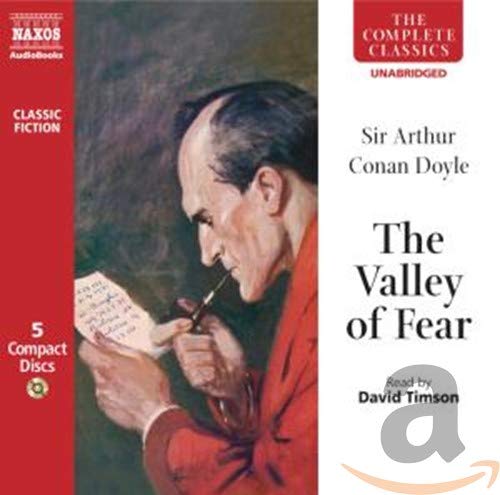 NAXOS
AudioBooks
CLASSIC
FICTION
5
Compact
Discs
THE
COMPLETE
CLASSICS
UNABRIDGED
Sir Arthur
Conan Doyle
The
Valley
of Fear
Read by
David Timson
a